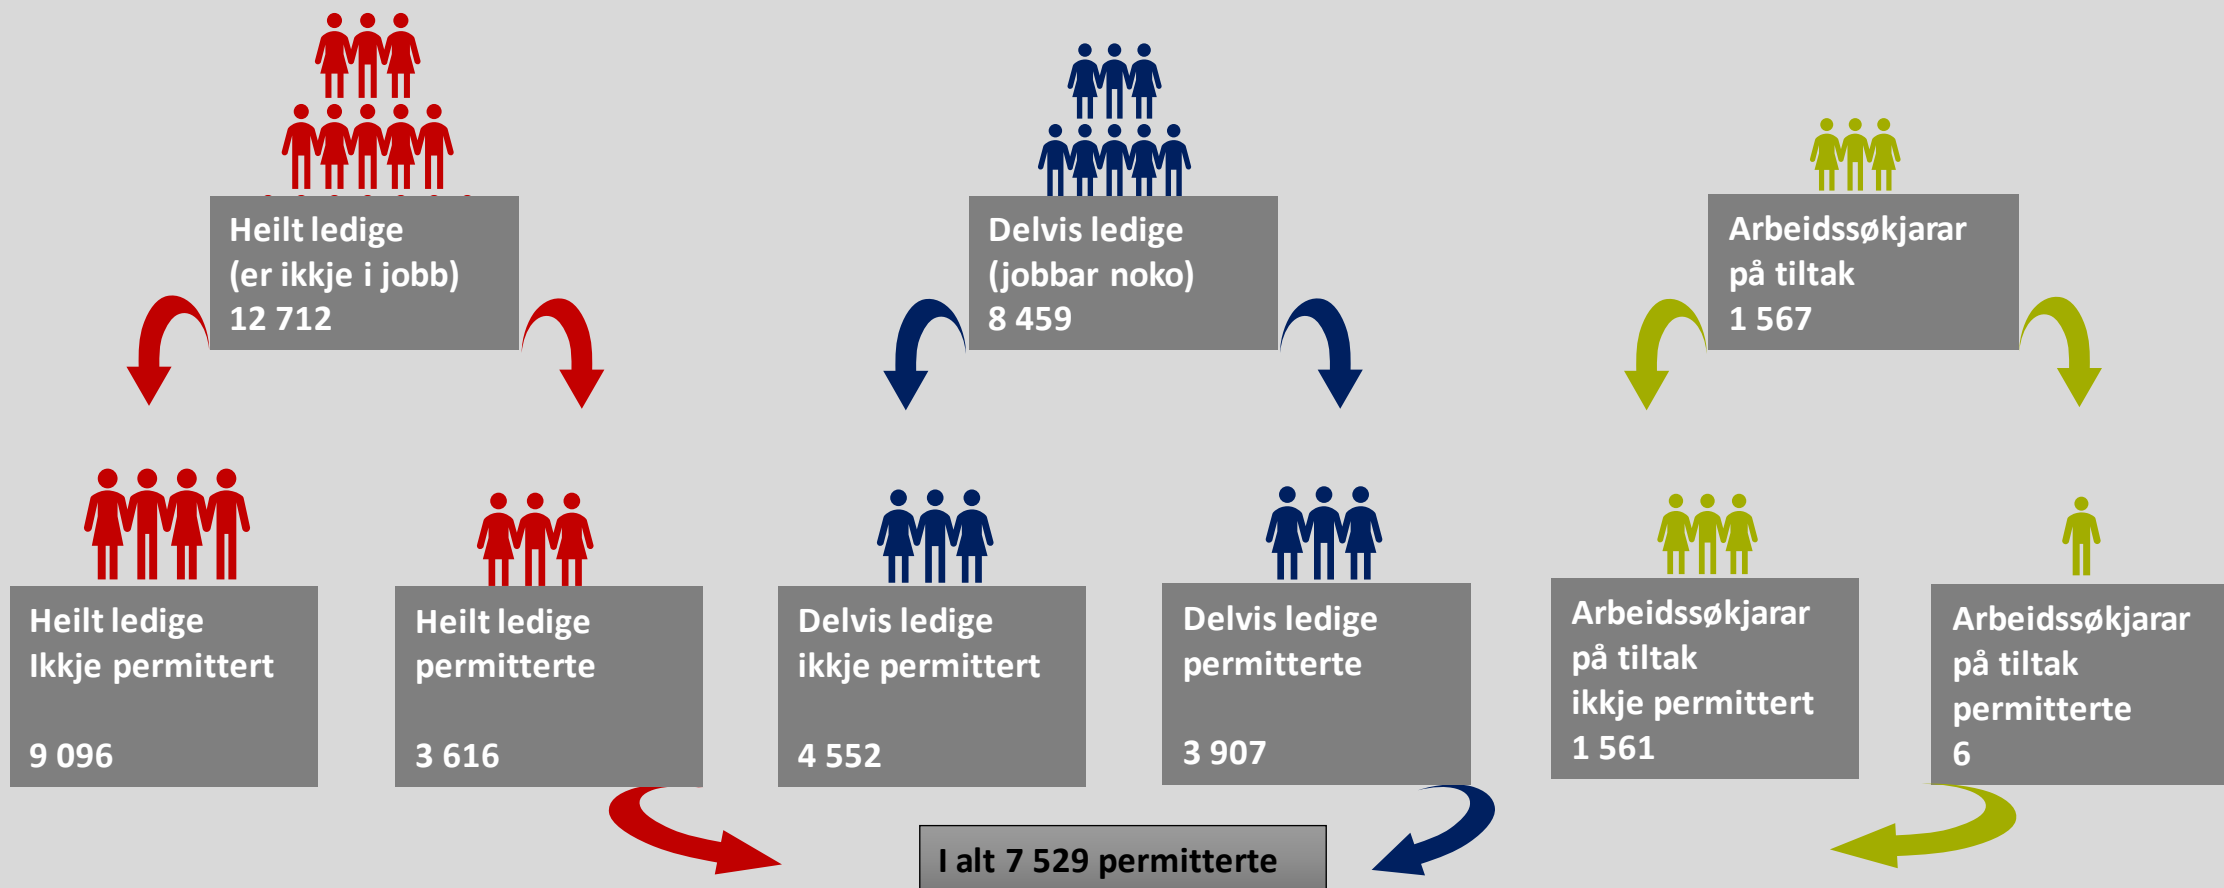 Heilt ledige
(er ikkje i jobb)
12 712
Delvis ledige
(jobbar noko)
8 459
Arbeidssøkjarar
på tiltak
1 567
Heilt ledige
Ikkje permittert
9 096
Heilt ledige
permitterte
3 616
Delvis ledige
ikkje permittert
4 552
Delvis ledige
permitterte
3 907
Arbeidssøkjarar
på tiltak
ikkje permittert
1 561
Arbeidssøkjarar
på tiltak
permitterte
6
I alt 7 529 permitterte